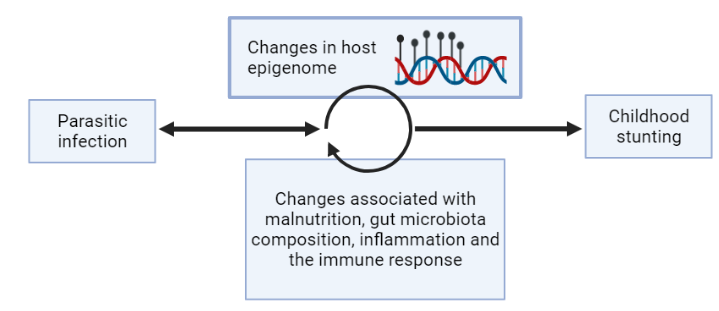 Changes in host
epigenome
Parasitic
infection
Childhood
stunting
Changes associated with
malnutrition, gut microbiota
composition, inflammation and
the immune response